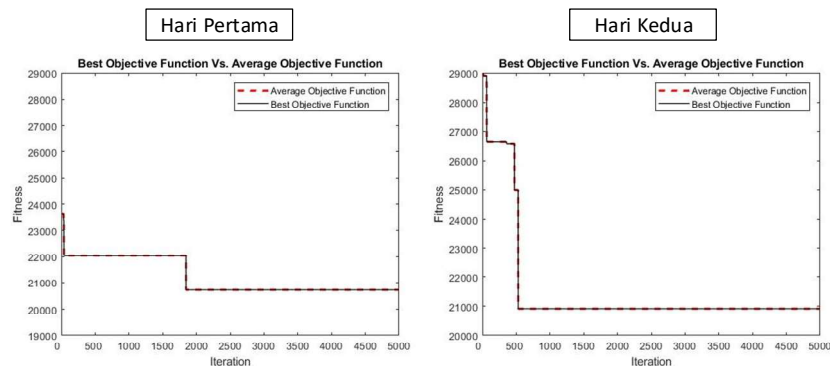 Hari Pertama
Best Objective Function Vs. Average Objective Function
29000
28000
27000
26000
25000
24000
23000
22000
21000
20000
19000
Fitness
Average Objective Function
Best Objective Function
0 500 1000 1500 2000 2500 3000 3500 4000 4500 5000
Iteration
Hari Kedua
Best Objective Function Vs. Average Objective Function
29000
28000
27000
26000
25000
24000
23000
22000
21000
20000
Fitness
Average Objective Function
Best Objective Function
0 500 1000 1500 2000 2500 3000 3500 4000 4500 5000
Iteration